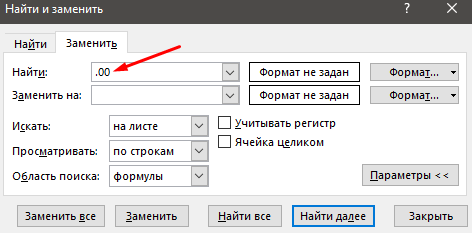 Найти и заменить ? ×
Найти Заменить
Найти: .00 Формат не задан Формат...
Заменить на: Формат не задан Формат...
Искать: на листе Учитывать регистр
Просматривать: по строкам Ячейка целиком
Область поиска: формулы Параметры <<
Заменить все Заменить Найти все Найти далее Закрыть